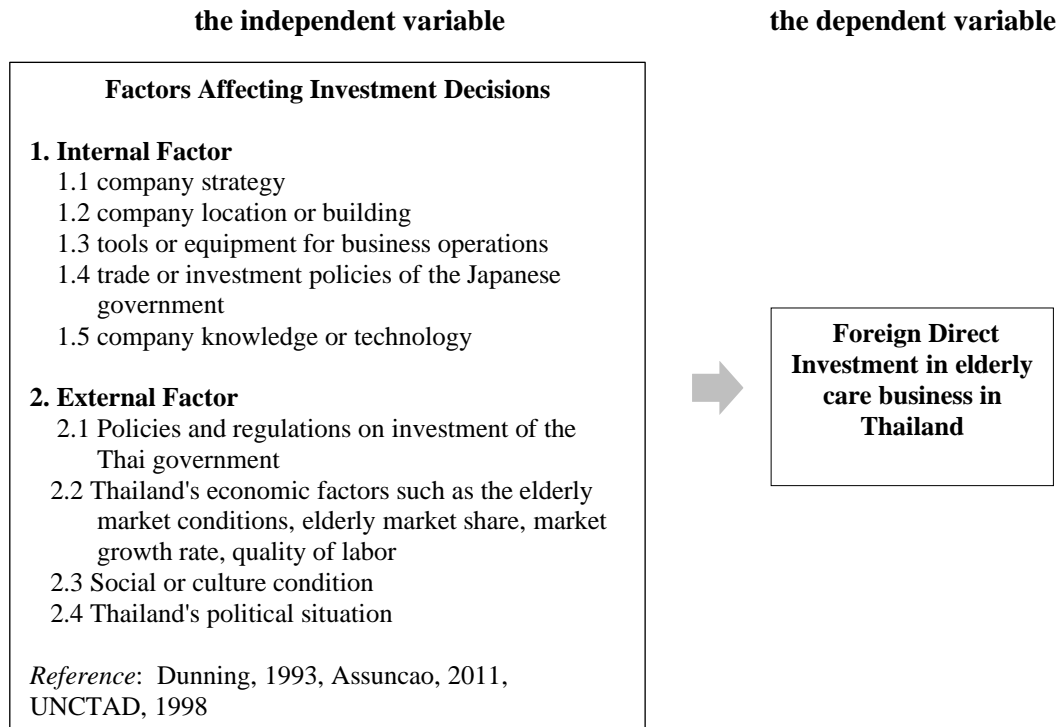 the independent variable
the dependent variable
Factors Affecting Investment Decisions
1. Internal Factor
1.1 company strategy
1.2 company location or building
1.3 tools or equipment for business operations
1.4 trade or investment policies of the Japanese
government
1.5 company knowledge or technology
2. External Factor
2.1 Policies and regulations on investment of the
Thai government
2.2 Thailand's economic factors such as the elderly
market conditions, elderly market share, market
growth rate, quality of labor
2.3 Social or culture condition
2.4 Thailand's political situation
Reference: Dunning, 1993, Assuncao, 2011,
UNCTAD, 1998
Foreign Direct
Investment in elderly
care business in
Thailand